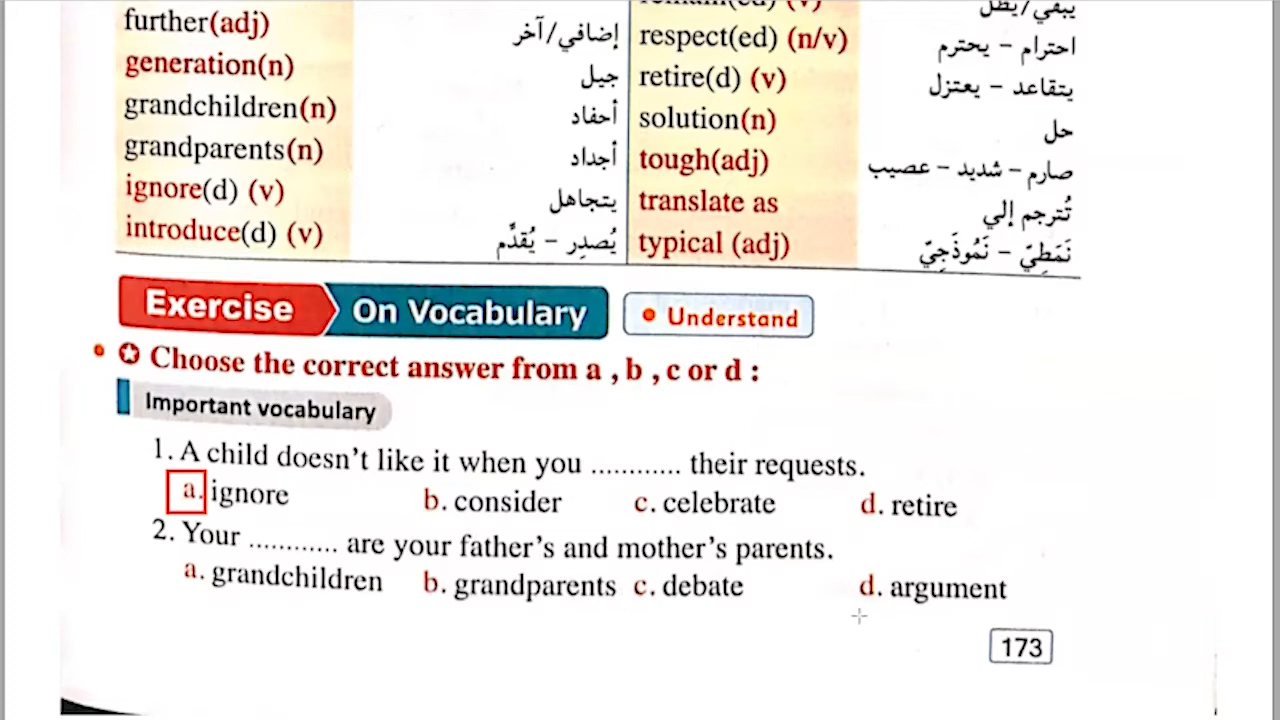 further(adj) إضافي/آخر
respect(ed) (n/v) احترام – يحترم
generation(n) جيل
retire(d) (v) يتقاعد – يعتزل
grandchildren(n) أحفاد
solution(n) حل
grandparents(n) أجداد
tough(adj) صارم – شديد – عصيب
ignore(d) (v) يتجاهل
translate as تُترجم إلي
introduce(d) (v) يُصدِر – يُقدِّم
typical (adj) نَمَطِيّ – نَمُوذَجِيّ
Exercise On Vocabulary • Understand
• Choose the correct answer from a , b , c or d :
Important vocabulary
1. A child doesn't like it when you ............ their requests.
a. ignore b. consider c. celebrate d. retire
2. Your ............ are your father's and mother's parents.
a. grandchildren b. grandparents c. debate d. argument
173